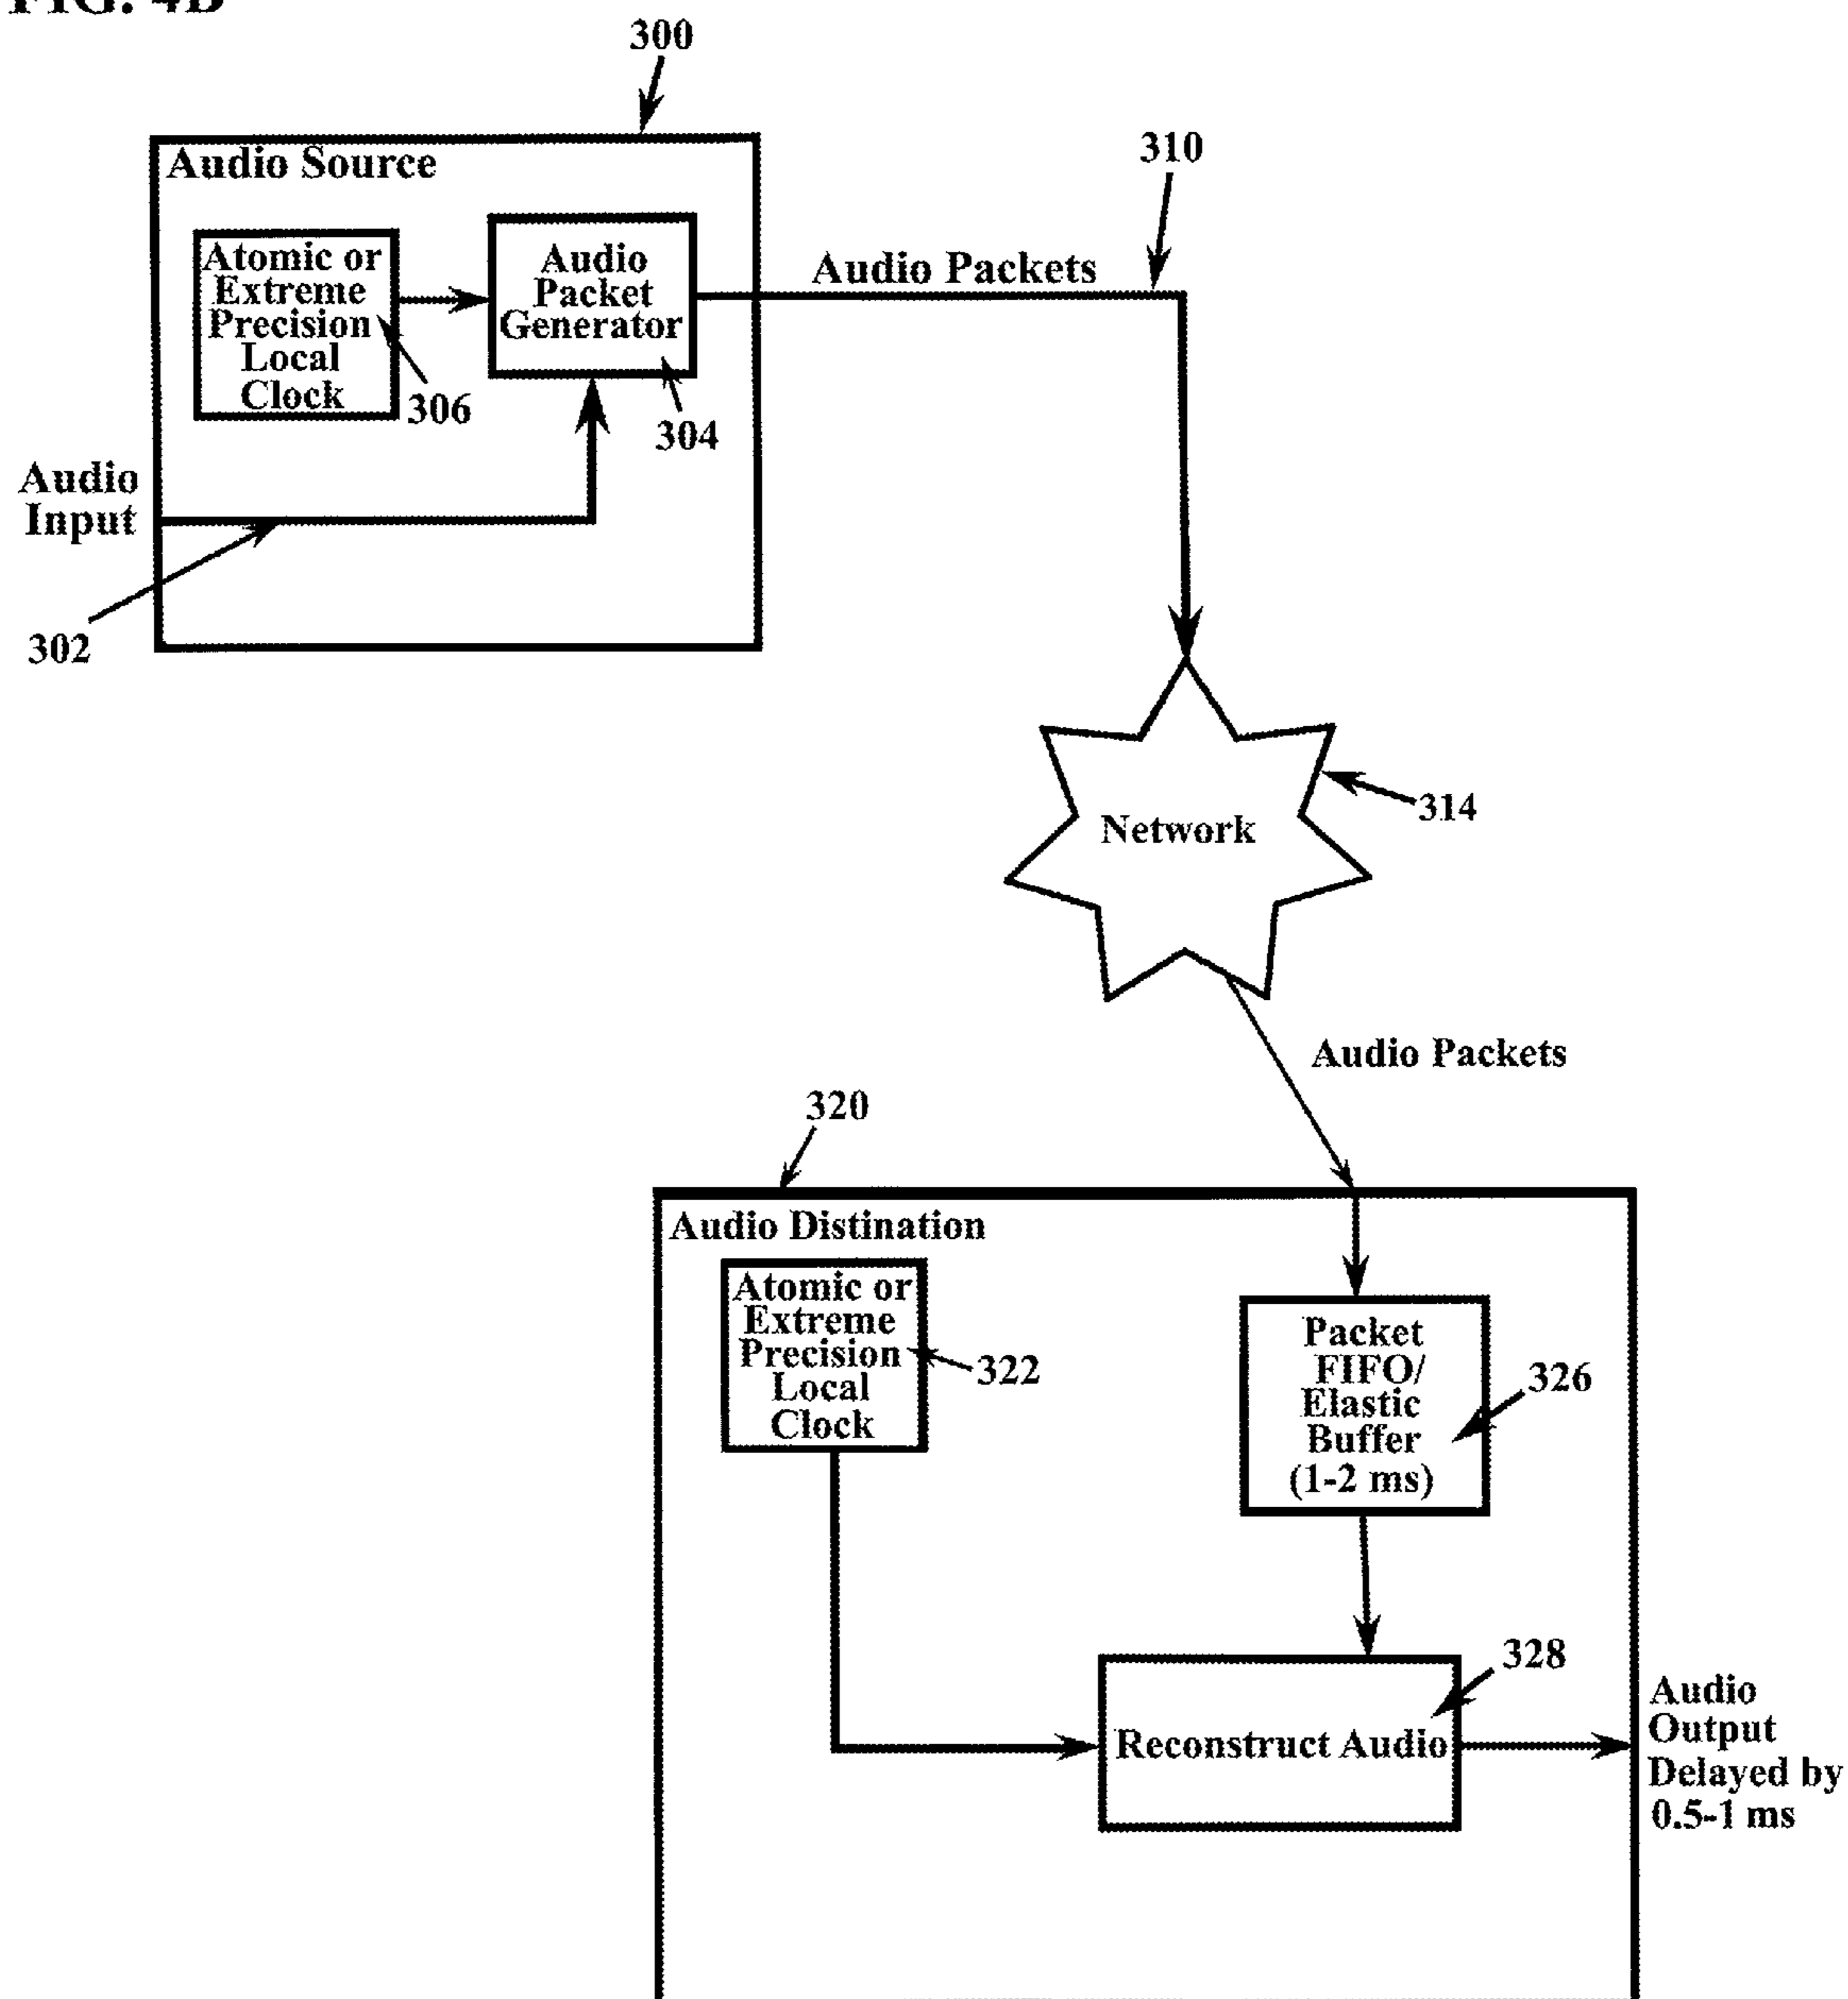 FIG. 4B
300
Audio Source
310
Atomic or
Extreme
Precision
Local
Clock
306
Audio
Packet
Generator
304
Audio Packets
Audio
Input
302
Network
314
Audio Packets
320
Audio Distination
Atomic or
Extreme
Precision
Local
Clock
322
Packet
FIFO/
Elastic
Buffer
(1-2 ms)
326
328
Reconstruct Audio
Audio
Output
Delayed by
0.5-1 ms